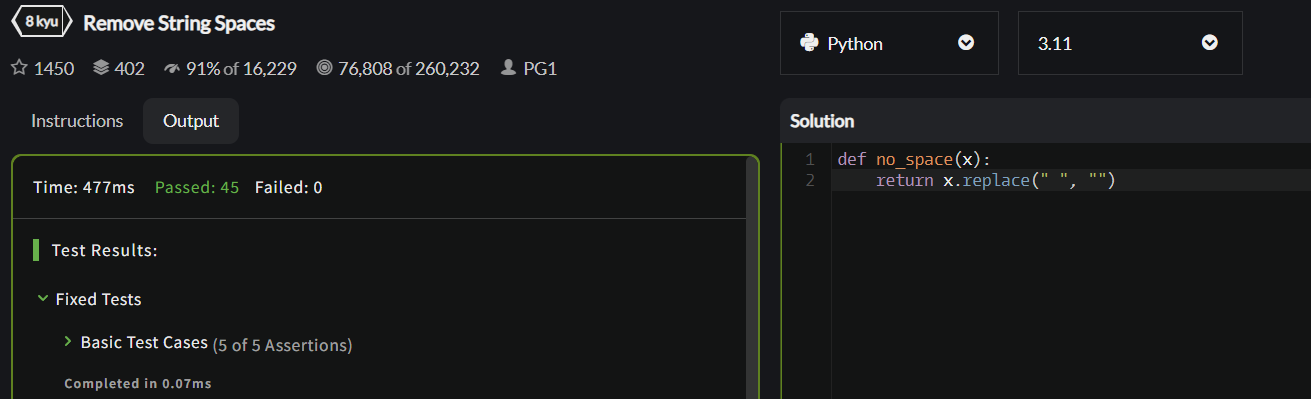 8 kyu Remove String Spaces
1450 402 91% of 16,229 76,808 of 260,232 PG1
Instructions Output
Time: 477ms Passed: 45 Failed: 0
Test Results:
Fixed Tests
Basic Test Cases (5 of 5 Assertions)
Completed in 0.07ms
Python 3.11
Solution
1 def no_space(x):
2     return x.replace(" ", "")